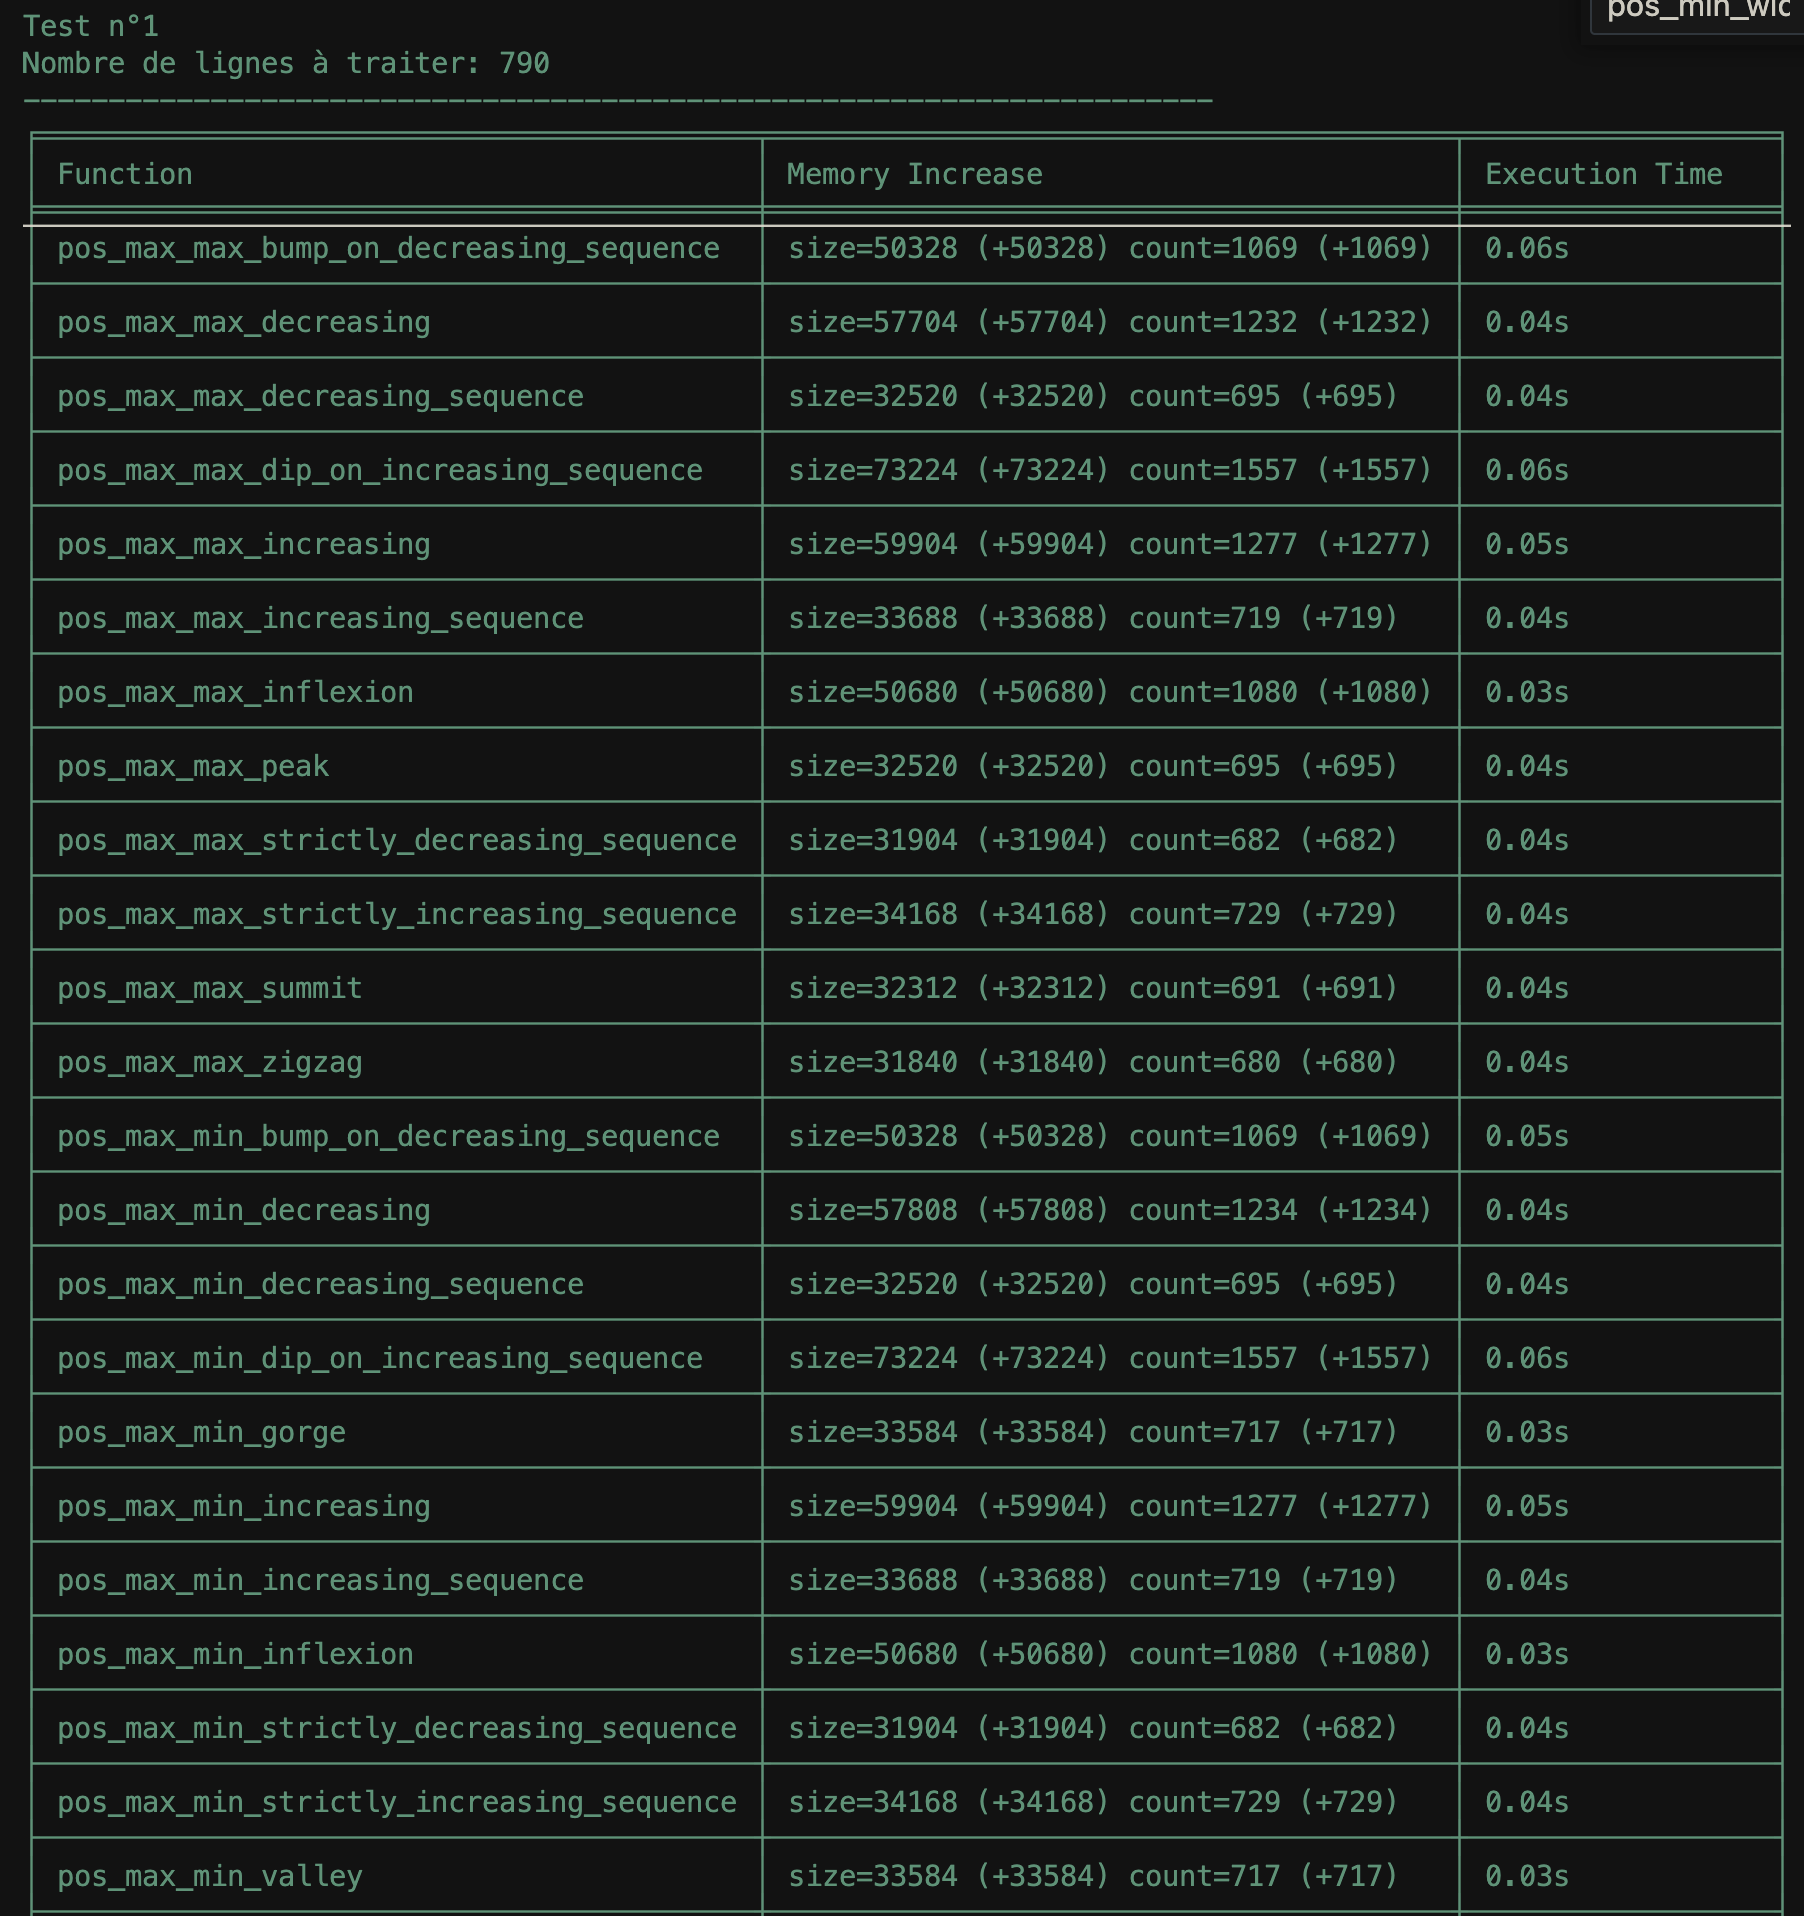 pos_min_wic
Test n°1
Nombre de lignes à traiter: 790
----------------------------------------------------------------------
Function Memory Increase Execution Time
pos_max_max_bump_on_decreasing_sequence size=50328 (+50328) count=1069 (+1069) 0.06s
pos_max_max_decreasing size=57704 (+57704) count=1232 (+1232) 0.04s
pos_max_max_decreasing_sequence size=32520 (+32520) count=695 (+695) 0.04s
pos_max_max_dip_on_increasing_sequence size=73224 (+73224) count=1557 (+1557) 0.06s
pos_max_max_increasing size=59904 (+59904) count=1277 (+1277) 0.05s
pos_max_max_increasing_sequence size=33688 (+33688) count=719 (+719) 0.04s
pos_max_max_inflexion size=50680 (+50680) count=1080 (+1080) 0.03s
pos_max_max_peak size=32520 (+32520) count=695 (+695) 0.04s
pos_max_max_strictly_decreasing_sequence size=31904 (+31904) count=682 (+682) 0.04s
pos_max_max_strictly_increasing_sequence size=34168 (+34168) count=729 (+729) 0.04s
pos_max_max_summit size=32312 (+32312) count=691 (+691) 0.04s
pos_max_max_zigzag size=31840 (+31840) count=680 (+680) 0.04s
pos_max_min_bump_on_decreasing_sequence size=50328 (+50328) count=1069 (+1069) 0.05s
pos_max_min_decreasing size=57808 (+57808) count=1234 (+1234) 0.04s
pos_max_min_decreasing_sequence size=32520 (+32520) count=695 (+695) 0.04s
pos_max_min_dip_on_increasing_sequence size=73224 (+73224) count=1557 (+1557) 0.06s
pos_max_min_gorge size=33584 (+33584) count=717 (+717) 0.03s
pos_max_min_increasing size=59904 (+59904) count=1277 (+1277) 0.05s
pos_max_min_increasing_sequence size=33688 (+33688) count=719 (+719) 0.04s
pos_max_min_inflexion size=50680 (+50680) count=1080 (+1080) 0.03s
pos_max_min_strictly_decreasing_sequence size=31904 (+31904) count=682 (+682) 0.04s
pos_max_min_strictly_increasing_sequence size=34168 (+34168) count=729 (+729) 0.04s
pos_max_min_valley size=33584 (+33584) count=717 (+717) 0.03s